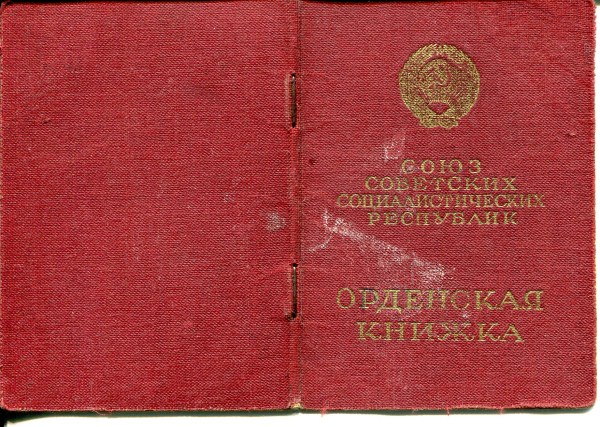 СОЮЗ
СОВЕТСКИХ
СОЦИАЛИСТИЧЕСКИХ
РЕСПУБЛИК
ОРДЕНСКАЯ
КНИЖКА